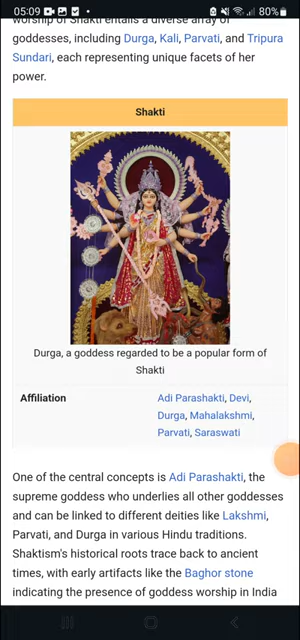 05:09
80%
worship of Shakti entails a diverse array of
goddesses, including Durga, Kali, Parvati, and Tripura
Sundari, each representing unique facets of her
power.
Shakti
Durga, a goddess regarded to be a popular form of
Shakti
Affiliation
Adi Parashakti, Devi,
Durga, Mahalakshmi,
Parvati, Saraswati
One of the central concepts is Adi Parashakti, the
supreme goddess who underlies all other goddesses
and can be linked to different deities like Lakshmi,
Parvati, and Durga in various Hindu traditions.
Shaktism's historical roots trace back to ancient
times, with early artifacts like the Baghor stone
indicating the presence of goddess worship in India